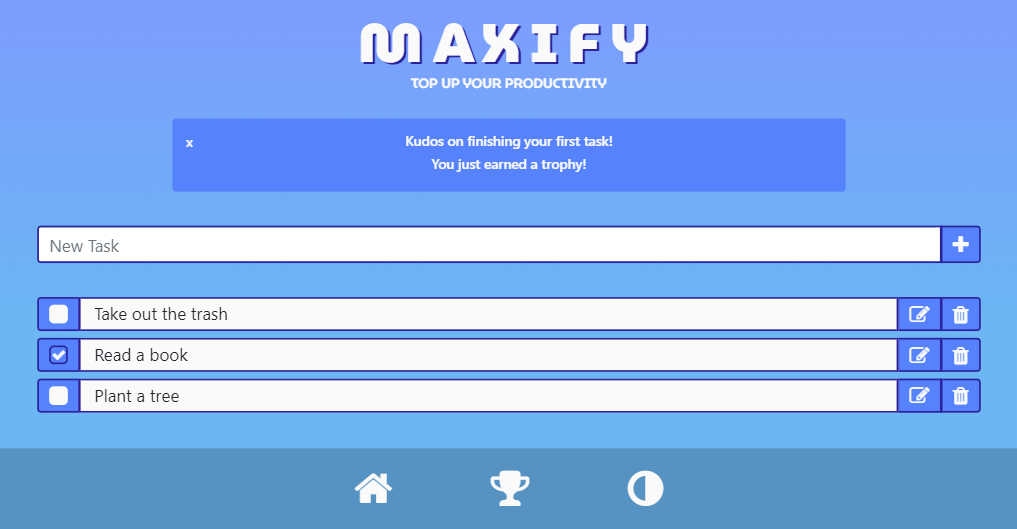 MAXIFY
TOP UP YOUR PRODUCTIVITY
x
Kudos on finishing your first task!
You just earned a trophy!
New Task
Take out the trash
Read a book
Plant a tree